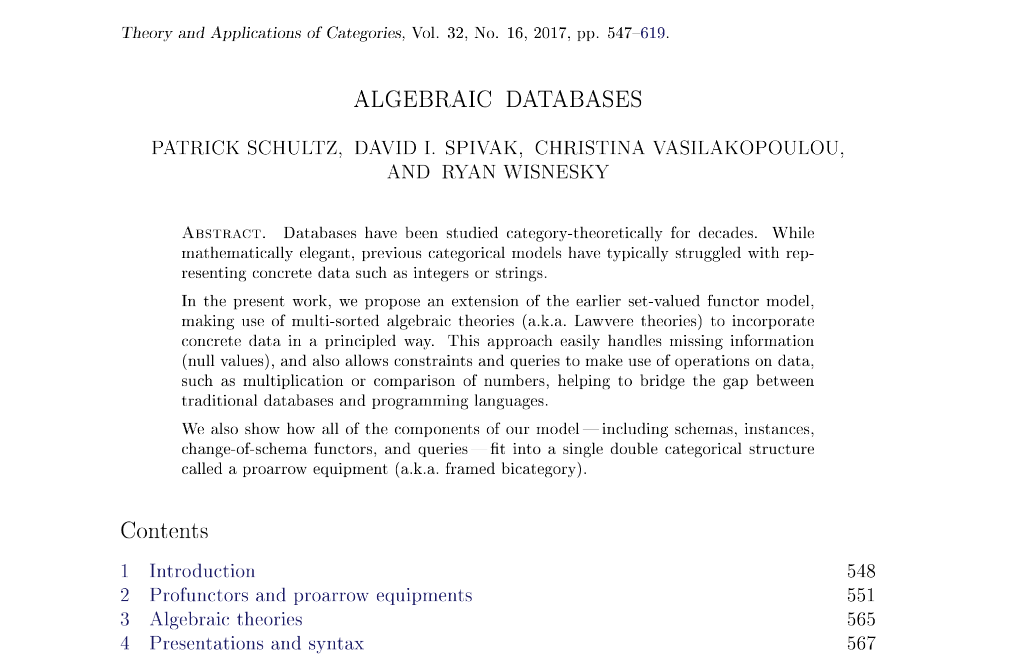 Theory and Applications of Categories, Vol. 32, No. 16, 2017, pp. 547–619.
ALGEBRAIC DATABASES
PATRICK SCHULTZ, DAVID I. SPIVAK, CHRISTINA VASILAKOPOULOU,
AND RYAN WISNESKY
Abstract. Databases have been studied category-theoretically for decades. While
mathematically elegant, previous categorical models have typically struggled with rep-
resenting concrete data such as integers or strings.
In the present work, we propose an extension of the earlier set-valued functor model,
making use of multi-sorted algebraic theories (a.k.a. Lawvere theories) to incorporate
concrete data in a principled way. This approach easily handles missing information
(null values), and also allows constraints and queries to make use of operations on data,
such as multiplication or comparison of numbers, helping to bridge the gap between
traditional databases and programming languages.
We also show how all of the components of our model — including schemas, instances,
change-of-schema functors, and queries — fit into a single double categorical structure
called a proarrow equipment (a.k.a. framed bicategory).
Contents
1 Introduction 548
2 Profunctors and proarrow equipments 551
3 Algebraic theories 565
4 Presentations and syntax 567